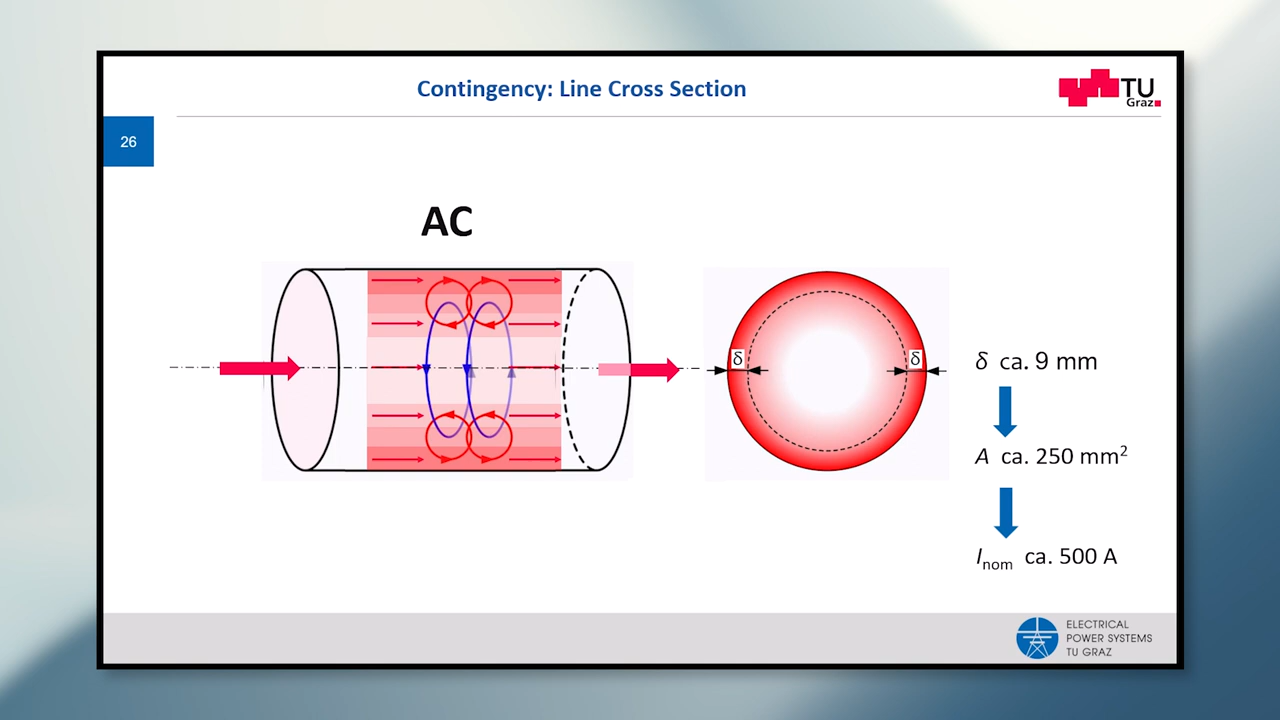 Contingency: Line Cross Section
TU
Graz
26
AC
δ
δ
δ ca. 9 mm
A ca. 250 mm²
Inom ca. 500 A
ELECTRICAL
POWER SYSTEMS
TU GRAZ